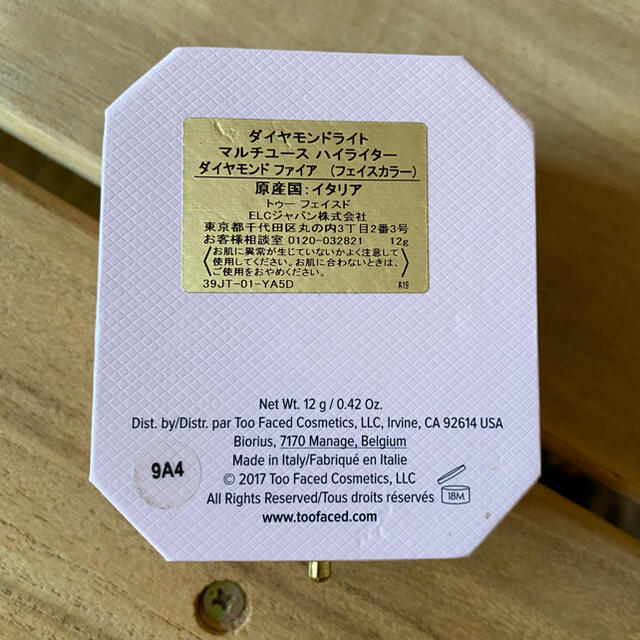 ダイヤモンドライト
マルチユース ハイライター
ダイヤモンド ファイア （フェイスカラー）
原産国：イタリア
トゥー フェイスド
ELCジャパン株式会社
東京都千代田区丸の内3丁目2番3号
お客様相談室 0120-032821 12g
〈お肌に異常が生じていないかよく注意して
使用してください。お肌に合わないときは、
ご使用をおやめください。〉
39JT-01-YA5D A19
Net Wt. 12 g / 0.42 Oz.
Dist. by/Distr. par Too Faced Cosmetics, LLC, Irvine, CA 92614 USA
Biorius, 7170 Manage, Belgium
9A4
Made in Italy/Fabriqué en Italie
© 2017 Too Faced Cosmetics, LLC
All Rights Reserved/Tous droits réservés 18M
www.toofaced.com